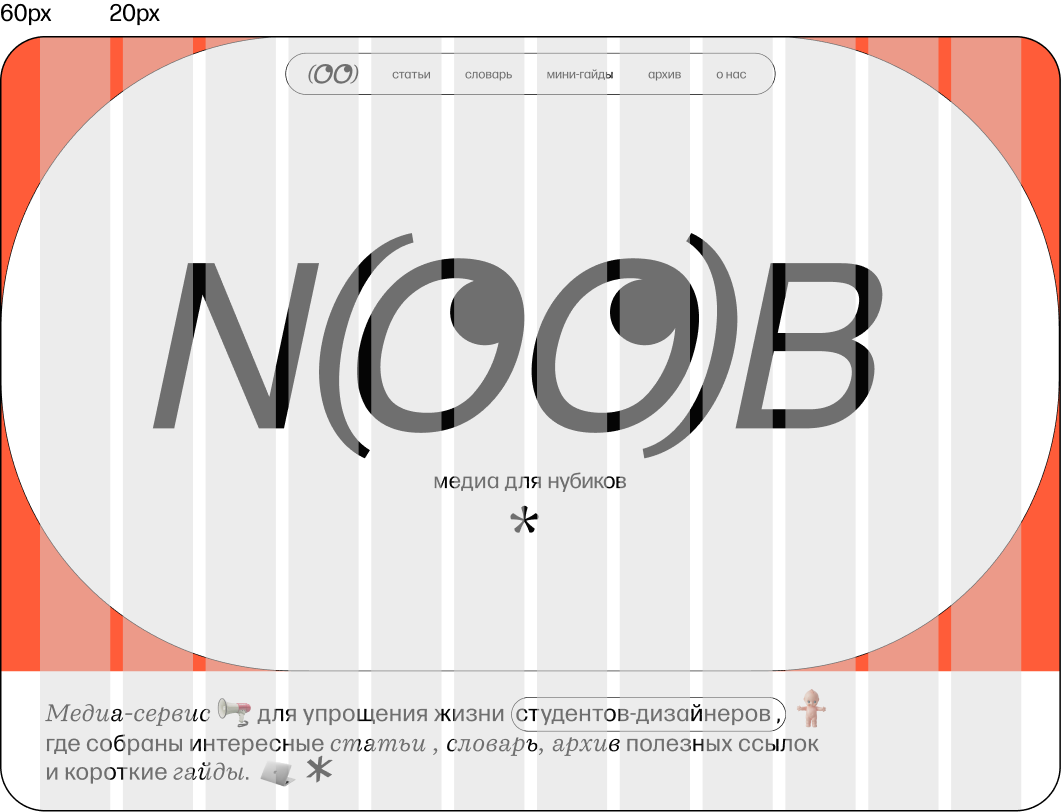 60px 20px
(OO) статьи словарь мини-гайды архив о нас
N(OO)B
медиа для нубиков
*
Медиа-сервис для упрощения жизни студентов-дизайнеров ,
где собраны интересные статьи , словарь, архив полезных ссылок
и короткие гайды. *